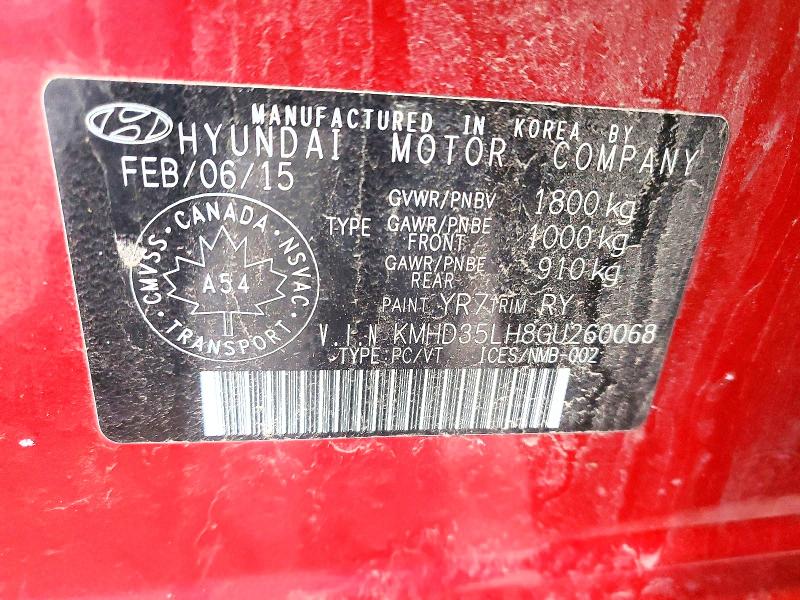 MANUFACTURED IN KOREA BY
HYUNDAI MOTOR COMPANY
FEB/06/15
GVWR/PNBV 1800 kg
TYPE GAWR/PNBE FRONT 1000 kg
GAWR/PNBE REAR 910 kg
PAINT YR7 TRIM RY
V.I.N KMHD35LH8GU260068
TYPE: PC/VT ICES/NMB-002
CMVSS · CANADA · NSVAC
A54
· TRANSPORT ·